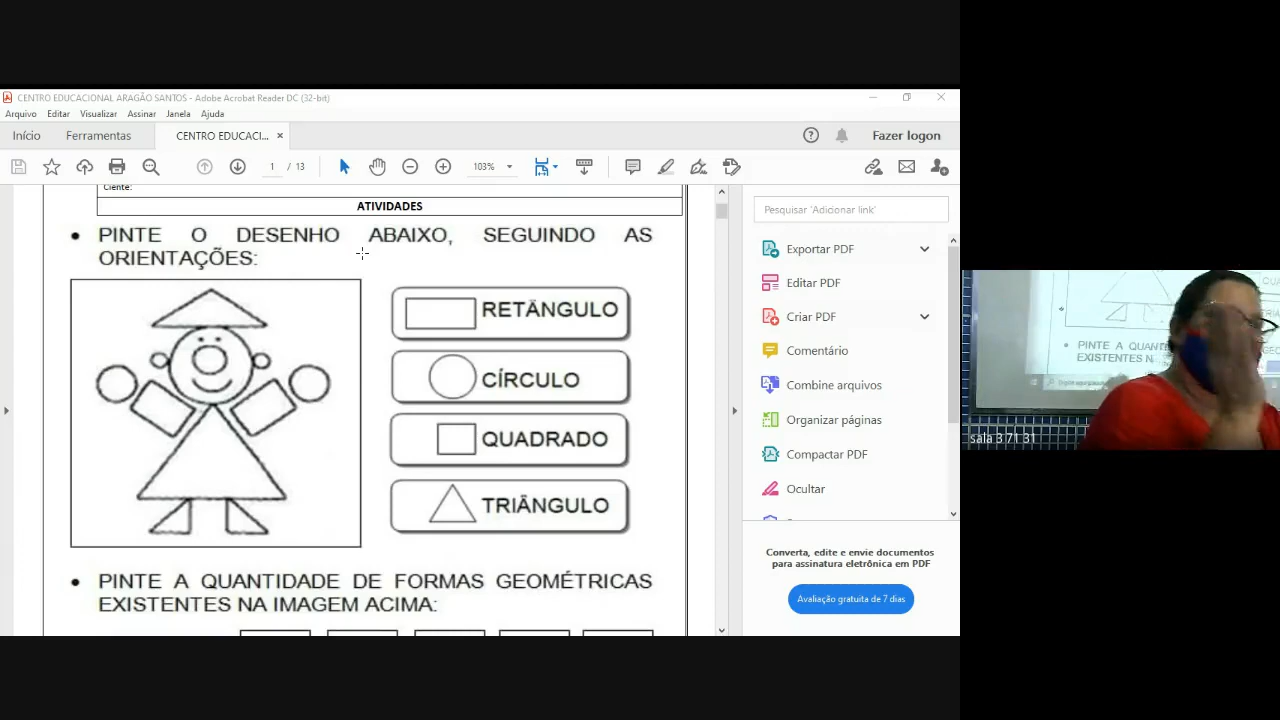 CENTRO EDUCACIONAL ARAGÃO SANTOS - Adobe Acrobat Reader DC (32-bit)
Arquivo Editar Visualizar Assinar Janela Ajuda
Início Ferramentas CENTRO EDUCACI... × Fazer logon
1 / 13 103%
Ciente:
ATIVIDADES
• PINTE O DESENHO ABAIXO, SEGUINDO AS
ORIENTAÇÕES:
RETÂNGULO
CÍRCULO
QUADRADO
TRIÂNGULO
• PINTE A QUANTIDADE DE FORMAS GEOMÉTRICAS
EXISTENTES NA IMAGEM ACIMA:
Pesquisar 'Adicionar link'
Exportar PDF
Editar PDF
Criar PDF
Comentário
Combine arquivos
Organizar páginas
Compactar PDF
Ocultar
Converta, edite e envie documentos
para assinatura eletrônica em PDF
Avaliação gratuita de 7 dias
• PINTE A QUANT
EXISTENTES N
sala 3 71 31